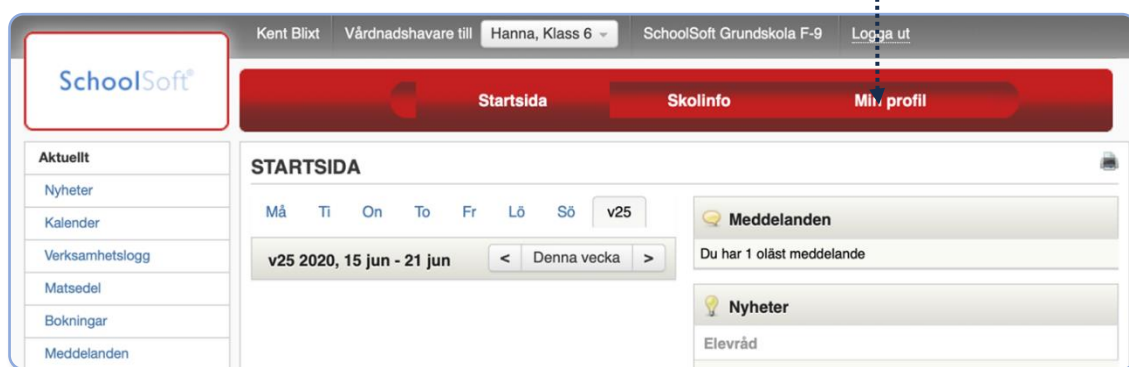 Kent Blixt Vårdnadshavare till Hanna, Klass 6 SchoolSoft Grundskola F-9 Logga ut
SchoolSoft®
Startsida Skolinfo Min profil
Aktuellt
Nyheter
Kalender
Verksamhetslogg
Matsedel
Bokningar
Meddelanden
STARTSIDA
Må Ti On To Fr Lö Sö v25
v25 2020, 15 jun - 21 jun < Denna vecka >
Meddelanden
Du har 1 oläst meddelande
Nyheter
Elevråd